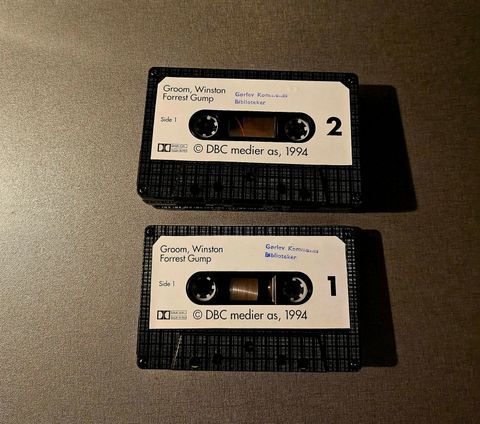 Groom, Winston
Forrest Gump
Gørlev Kommunes
Biblioteker
Side 1
2
© DBC medier as, 1994
Groom, Winston
Forrest Gump
Gørlev Kommunes
Biblioteker
Side 1
1
© DBC medier as, 1994